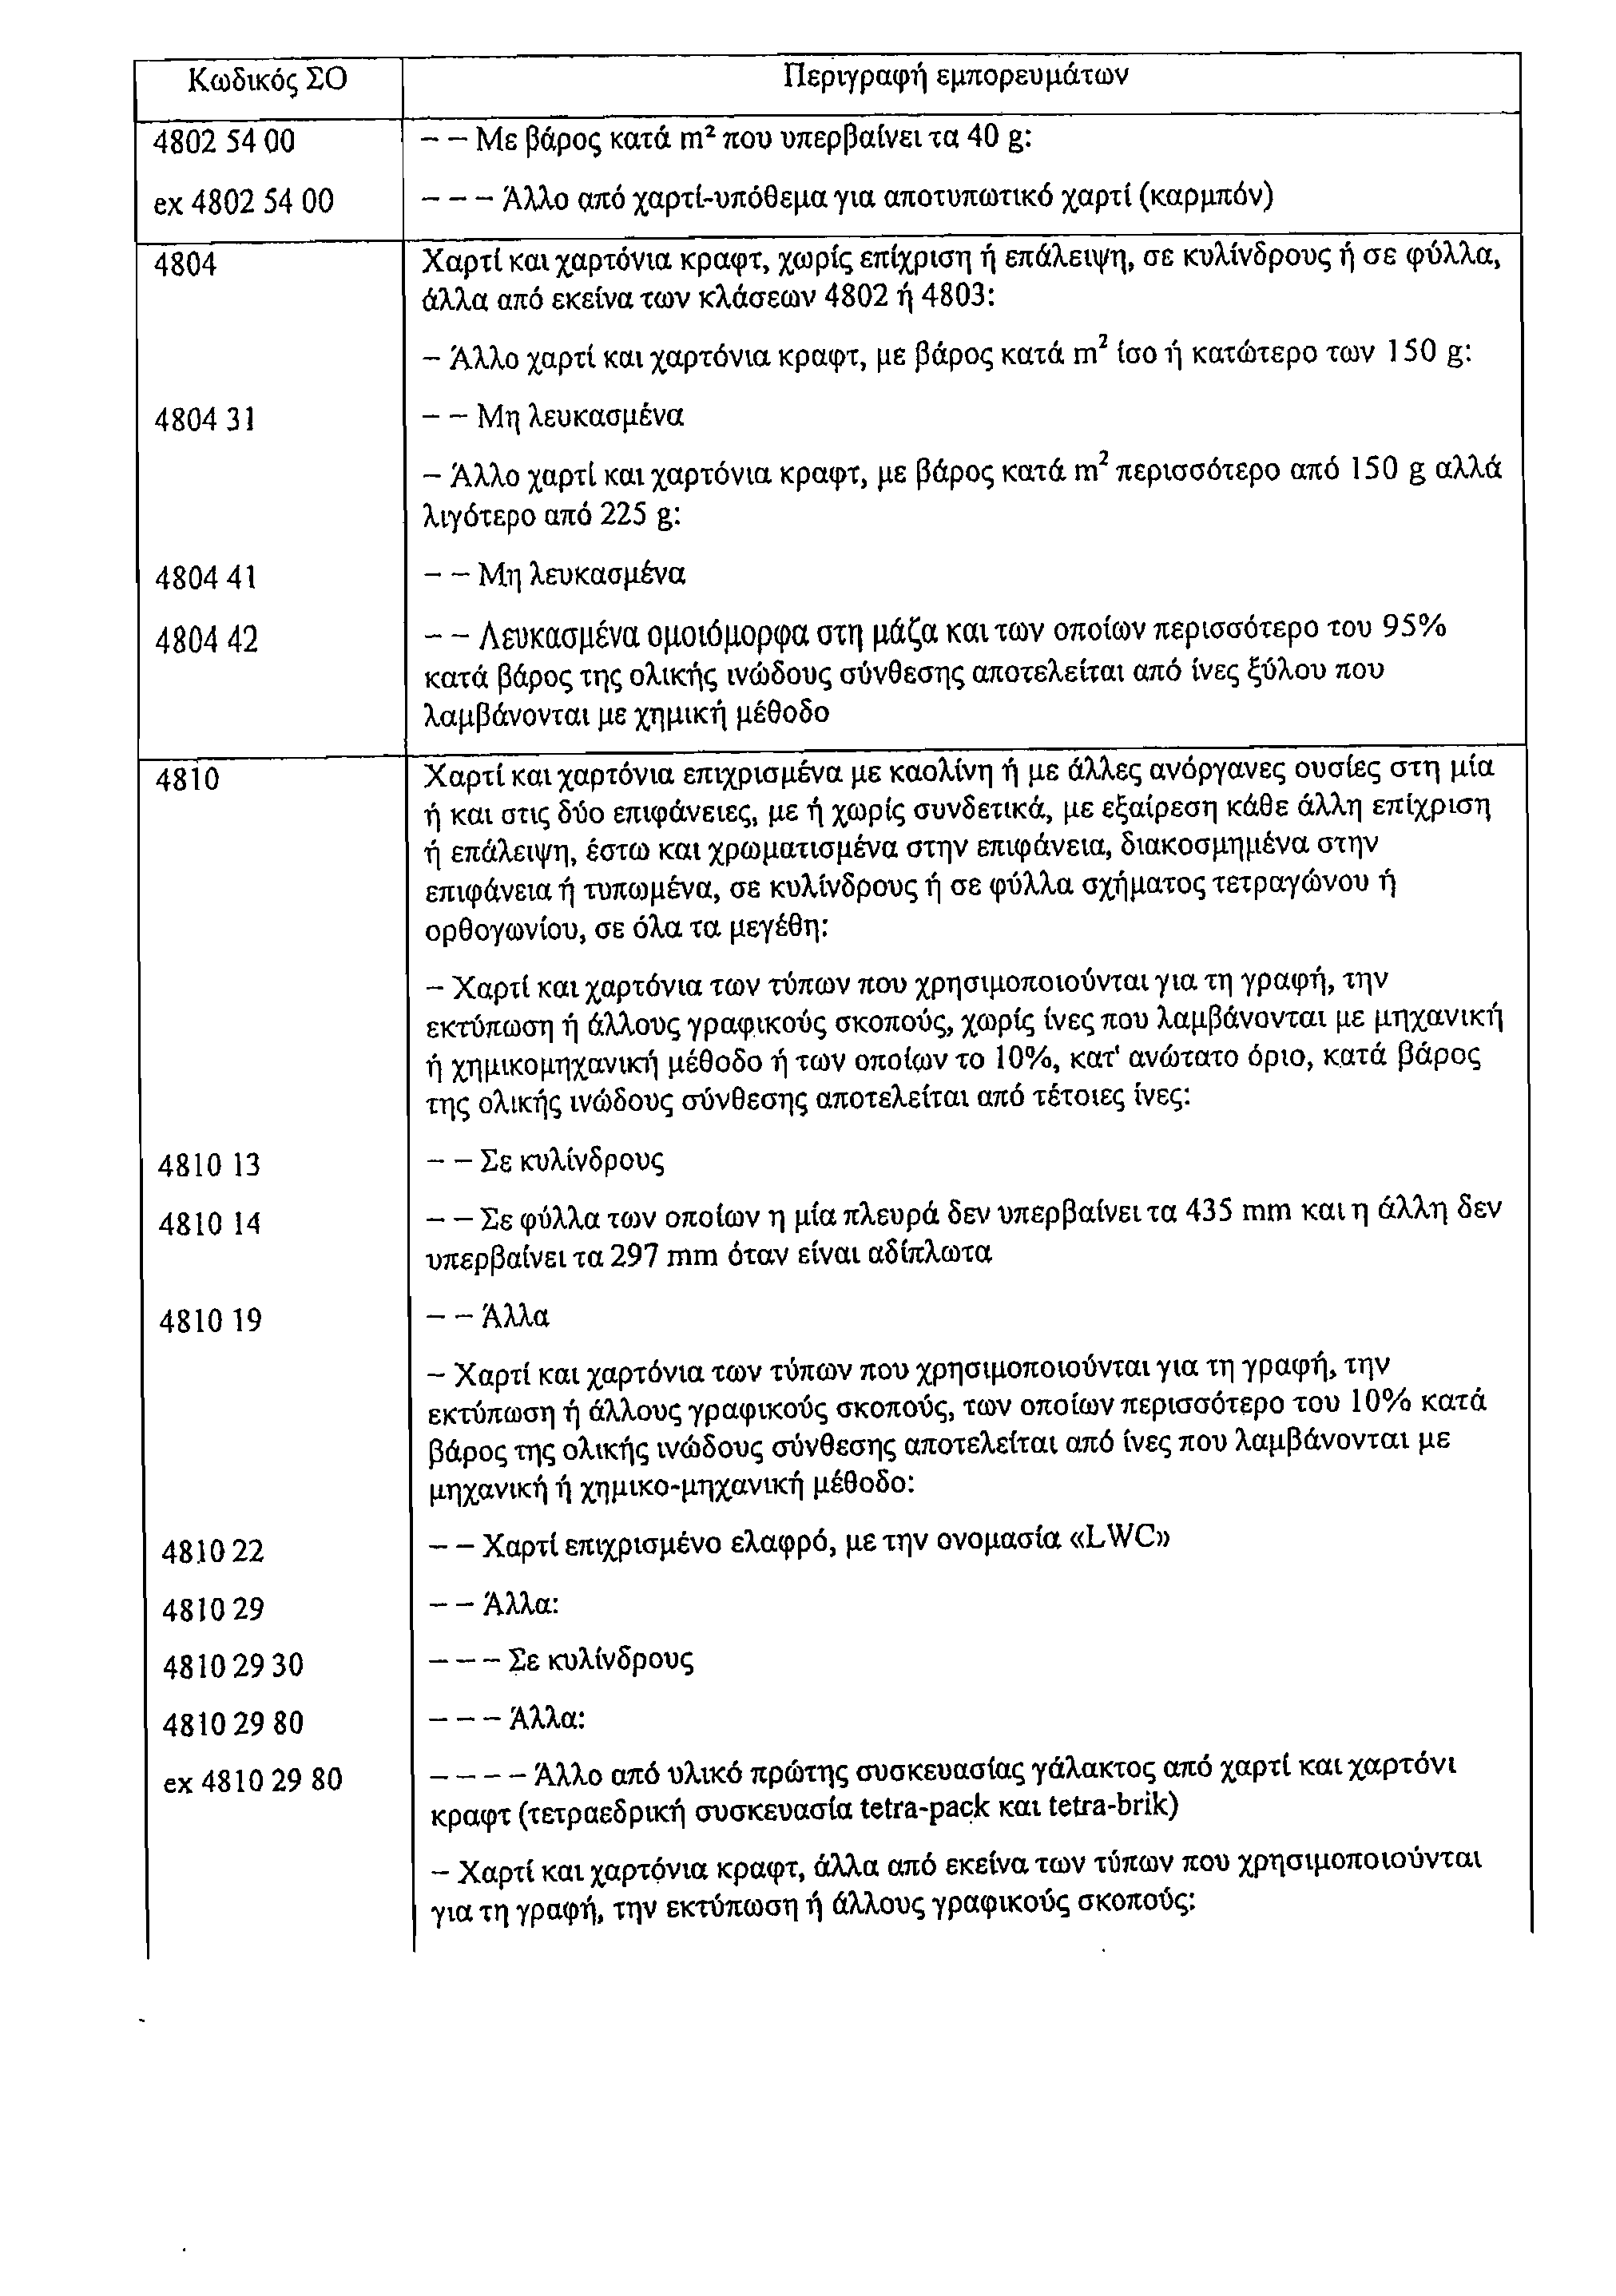 Κωδικός ΣΟ Περιγραφή εμπορευμάτων
4802 54 00 – – Με βάρος κατά m² που υπερβαίνει τα 40 g:
ex 4802 54 00 – – – Άλλο από χαρτί-υπόθεμα για αποτυπωτικό χαρτί (καρμπόν)
4804 Χαρτί και χαρτόνια κραφτ, χωρίς επίχριση ή επάλειψη, σε κυλίνδρους ή σε φύλλα,
άλλα από εκείνα των κλάσεων 4802 ή 4803:
– Άλλο χαρτί και χαρτόνια κραφτ, με βάρος κατά m² ίσο ή κατώτερο των 150 g:
4804 31 – – Μη λευκασμένα
– Άλλο χαρτί και χαρτόνια κραφτ, με βάρος κατά m² περισσότερο από 150 g αλλά
λιγότερο από 225 g:
4804 41 – – Μη λευκασμένα
4804 42 – – Λευκασμένα ομοιόμορφα στη μάζα και των οποίων περισσότερο του 95%
κατά βάρος της ολικής ινώδους σύνθεσης αποτελείται από ίνες ξύλου που
λαμβάνονται με χημική μέθοδο
4810 Χαρτί και χαρτόνια επιχρισμένα με καολίνη ή με άλλες ανόργανες ουσίες στη μία
ή και στις δύο επιφάνειες, με ή χωρίς συνδετικά, με εξαίρεση κάθε άλλη επίχριση
ή επάλειψη, έστω και χρωματισμένα στην επιφάνεια, διακοσμημένα στην
επιφάνεια ή τυπωμένα, σε κυλίνδρους ή σε φύλλα σχήματος τετραγώνου ή
ορθογωνίου, σε όλα τα μεγέθη:
– Χαρτί και χαρτόνια των τύπων που χρησιμοποιούνται για τη γραφή, την
εκτύπωση ή άλλους γραφικούς σκοπούς, χωρίς ίνες που λαμβάνονται με μηχανική
ή χημικομηχανική μέθοδο ή των οποίων το 10%, κατ' ανώτατο όριο, κατά βάρος
της ολικής ινώδους σύνθεσης αποτελείται από τέτοιες ίνες:
4810 13 – – Σε κυλίνδρους
4810 14 – – Σε φύλλα των οποίων η μία πλευρά δεν υπερβαίνει τα 435 mm και η άλλη δεν
υπερβαίνει τα 297 mm όταν είναι αδίπλωτα
4810 19 – – Άλλα
– Χαρτί και χαρτόνια των τύπων που χρησιμοποιούνται για τη γραφή, την
εκτύπωση ή άλλους γραφικούς σκοπούς, των οποίων περισσότερο του 10% κατά
βάρος της ολικής ινώδους σύνθεσης αποτελείται από ίνες που λαμβάνονται με
μηχανική ή χημικο-μηχανική μέθοδο:
4810 22 – – Χαρτί επιχρισμένο ελαφρό, με την ονομασία «LWC»
4810 29 – – Άλλα:
4810 29 30 – – – Σε κυλίνδρους
4810 29 80 – – – Άλλα:
ex 4810 29 80 – – – – Άλλο από υλικό πρώτης συσκευασίας γάλακτος από χαρτί και χαρτόνι
κραφτ (τετραεδρική συσκευασία tetra-pack και tetra-brik)
– Χαρτί και χαρτόνια κραφτ, άλλα από εκείνα των τύπων που χρησιμοποιούνται
για τη γραφή, την εκτύπωση ή άλλους γραφικούς σκοπούς: